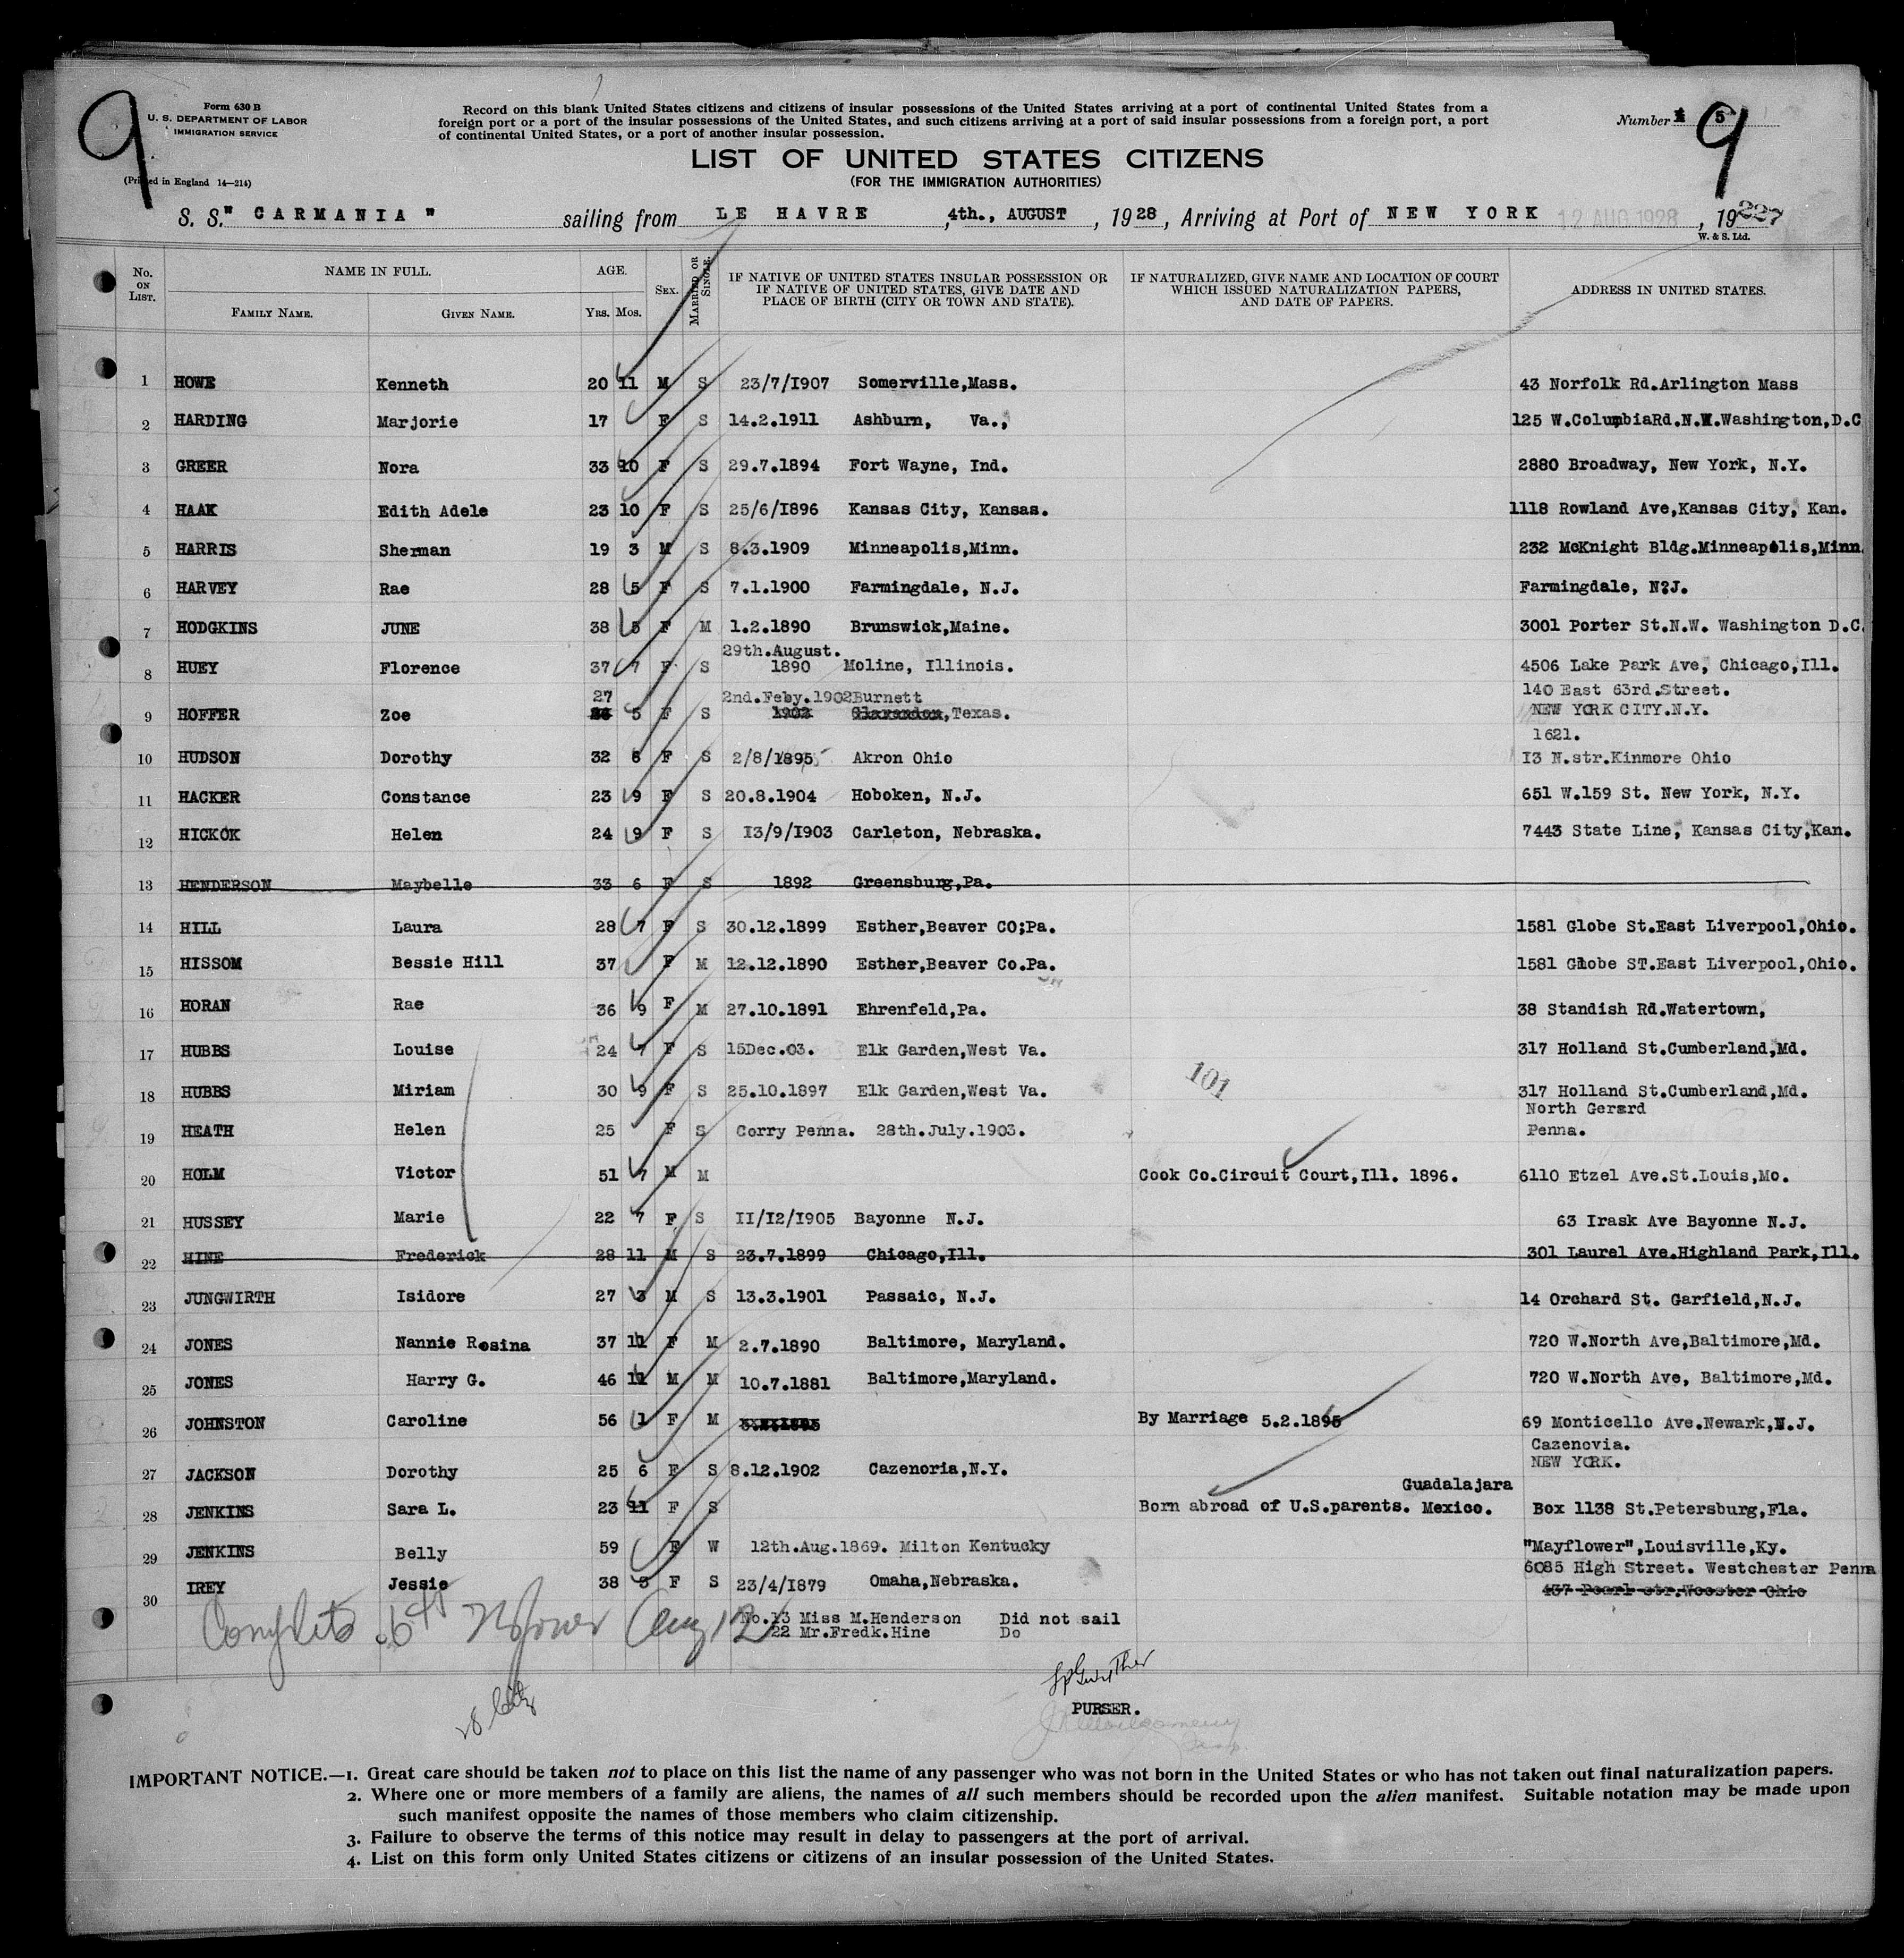 9
Form 630 B
U. S. DEPARTMENT OF LABOR
IMMIGRATION SERVICE
(Printed in England 14—214)
Record on this blank United States citizens and citizens of insular possessions of the United States arriving at a port of continental United States from a
foreign port or a port of the insular possessions of the United States, and such citizens arriving at a port of said insular possessions from a foreign port, a port
of continental United States, or a port of another insular possession.
Number 5
9
LIST OF UNITED STATES CITIZENS
(FOR THE IMMIGRATION AUTHORITIES)
S. S. "CARMANIA" sailing from LE HAVRE, 4th., AUGUST, 1928, Arriving at Port of NEW YORK 12 AUG 1928, 19 227
W. & S. Ltd.
No. ON LIST. NAME IN FULL. AGE. SEX. MARRIED OR SINGLE. IF NATIVE OF UNITED STATES INSULAR POSSESSION OR IF NATIVE OF UNITED STATES, GIVE DATE AND PLACE OF BIRTH (CITY OR TOWN AND STATE). IF NATURALIZED, GIVE NAME AND LOCATION OF COURT WHICH ISSUED NATURALIZATION PAPERS, AND DATE OF PAPERS. ADDRESS IN UNITED STATES.
FAMILY NAME. GIVEN NAME. YRS. MOS.
1 HOWE Kenneth 20 11 M S 23/7/1907 Somerville,Mass. 43 Norfolk Rd.Arlington Mass
2 HARDING Marjorie 17 F S 14.2.1911 Ashburn, Va., 125 W.ColumbiaRd.N.W.Washington,D.C
3 GREER Nora 33 10 F S 29.7.1894 Fort Wayne, Ind. 2880 Broadway, New York, N.Y.
4 HAAK Edith Adele 23 10 F S 25/6/1896 Kansas City, Kansas. 1118 Rowland Ave,Kansas City, Kan.
5 HARRIS Sherman 19 3 M S 8.3.1909 Minneapolis,Minn. 232 McKnight Bldg.Minneapolis,Minn.
6 HARVEY Rae 28 5 F S 7.1.1900 Farmingdale, N.J. Farmingdale, N?J.
7 HODGKINS JUNE 38 5 F M 1.2.1890 Brunswick,Maine. 3001 Porter St.N.W. Washington D.C.
29th.August.
8 HUEY Florence 37 7 F S 1890 Moline, Illinois. 4506 Lake Park Ave, Chicago,Ill.
27 2nd.Feby.1902Burnett 140 East 63rd.Street.
9 HOFFER Zoe 5 F S 1902 Clarendon,Texas. NEW YORK CITY.N.Y.
1621.
10 HUDSON Dorothy 32 6 F S 2/8/1895 Akron Ohio 13 N.str.Kinmore Ohio
11 HACKER Constance 23 9 F S 20.8.1904 Hoboken, N.J. 651 W.159 St. New York, N.Y.
12 HICKOK Helen 24 9 F S 13/9/1903 Carleton, Nebraska. 7443 State Line, Kansas City,Kan.
13 HENDERSON Maybelle 33 6 F S 1892 Greensburg,Pa.
14 HILL Laura 28 7 F S 30.12.1899 Esther,Beaver CO;Pa. 1581 Globe St.East Liverpool,Ohio.
15 HISSOM Bessie Hill 37 F M 12.12.1890 Esther,Beaver Co.Pa. 1581 Globe ST.East Liverpool,Ohio.
16 HORAN Rae 36 9 F M 27.10.1891 Ehrenfeld,Pa. 38 Standish Rd.Watertown,
17 HUBBS Louise 24 7 F S 15Dec.03. Elk Garden,West Va. 317 Holland St.Cumberland,Md.
101
18 HUBBS Miriam 30 9 F S 25.10.1897 Elk Garden,West Va. 317 Holland St.Cumberland,Md.
North Gerard
19 HEATH Helen 25 F S Corry Penna. 28th.July.1903. Penna.
20 HOLM Victor 51 7 M M Cook Co.Circuit Court,Ill. 1896. 6110 Etzel Ave.St.Louis,Mo.
21 HUSSEY Marie 22 7 F S 11/12/1905 Bayonne N.J. 63 Irask Ave Bayonne N.J.
22 HINE Frederick 28 11 M S 23.7.1899 Chicago,Ill. 301 Laurel Ave.Highland Park,Ill.
23 JUNGWIRTH Isidore 27 3 M S 13.3.1901 Passaic, N.J. 14 Orchard St. Garfield,N.J.
24 JONES Nannie Rosina 37 11 F M 2.7.1890 Baltimore, Maryland. 720 W.North Ave,Baltimore,Md.
25 JONES Harry G. 46 11 M M 10.7.1881 Baltimore,Maryland. 720 W.North Ave, Baltimore,Md.
26 JOHNSTON Caroline 56 1 F M By Marriage 5.2.1895 69 Monticello Ave.Newark,N.J.
Cazenovia.
27 JACKSON Dorothy 25 6 F S 8.12.1902 Cazenoria,N.Y. NEW YORK.
Guadalajara
28 JENKINS Sara L. 23 11 F S Born abroad of U.S.parents. Mexico. Box 1138 St.Petersburg,Fla.
29 JENKINS Belly 59 F W 12th.Aug.1869. Milton Kentucky "Mayflower",Louisville,Ky.
6085 High Street. Westchester Penna
30 IREY Jessie 38 3 F S 23/4/1879 Omaha,Nebraska. 437 Pearl str.Wooster Ohio
Complete Aug 12
No.13 Miss M.Henderson Did not sail
22 Mr.Fredk.Hine Do
28 Citz
PURSER.
IMPORTANT NOTICE.—1. Great care should be taken not to place on this list the name of any passenger who was not born in the United States or who has not taken out final naturalization papers.
2. Where one or more members of a family are aliens, the names of all such members should be recorded upon the alien manifest. Suitable notation may be made upon
such manifest opposite the names of those members who claim citizenship.
3. Failure to observe the terms of this notice may result in delay to passengers at the port of arrival.
4. List on this form only United States citizens or citizens of an insular possession of the United States.